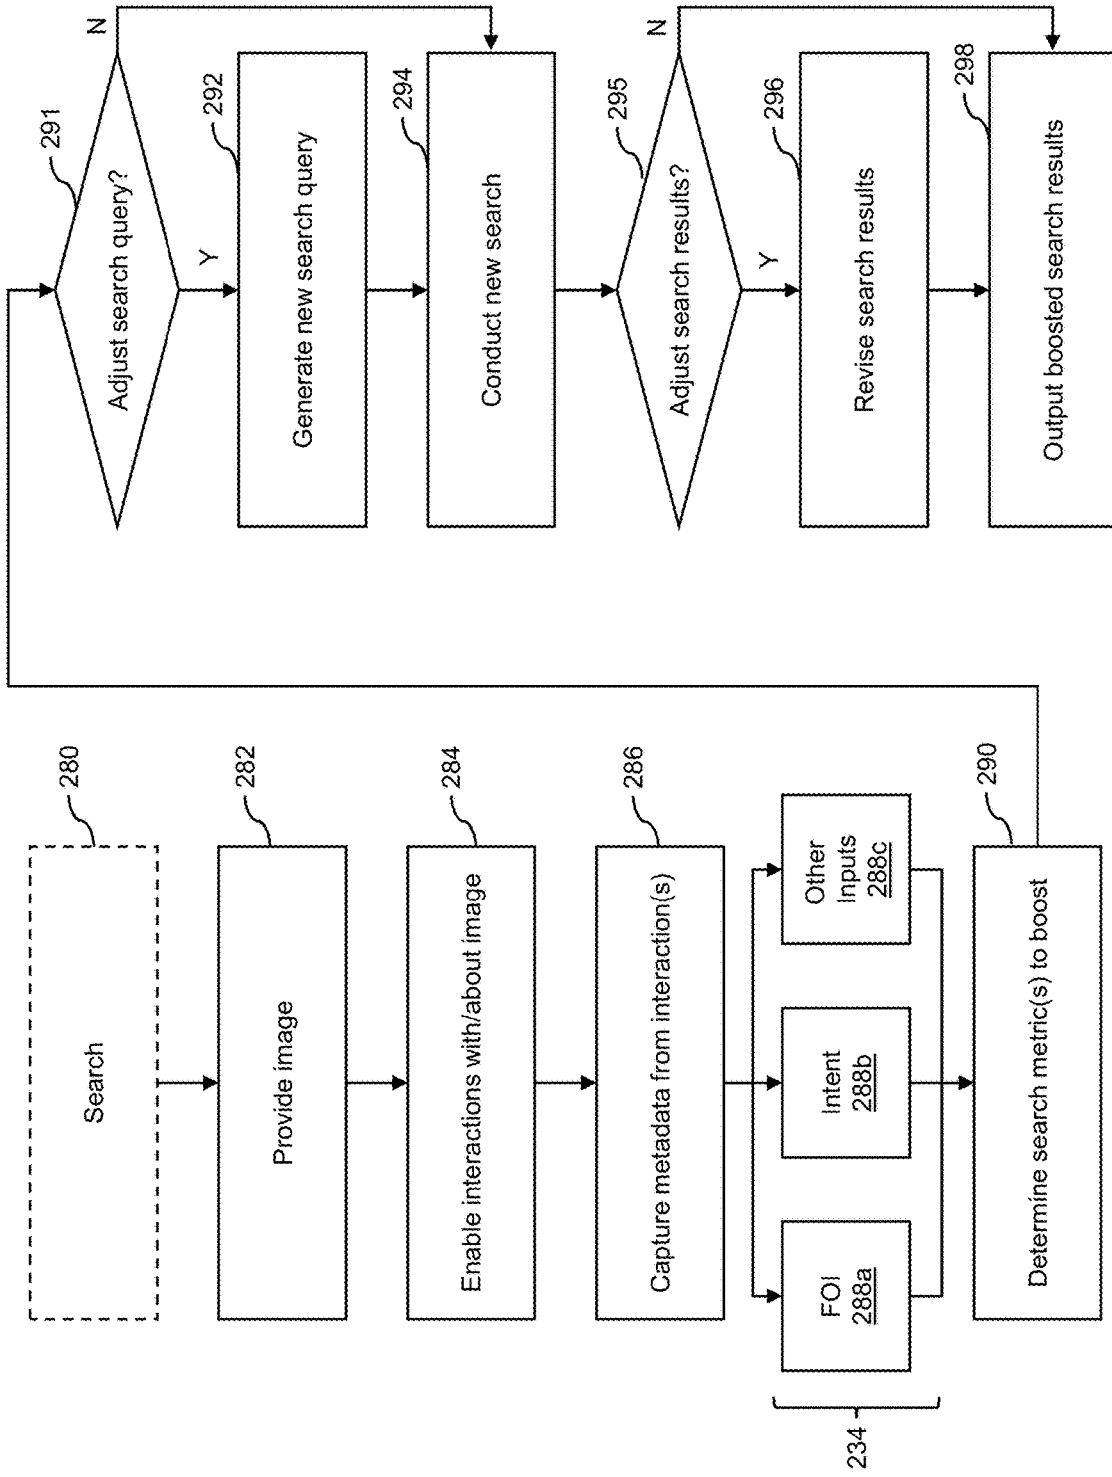 Search
280
Provide image
282
Enable interactions with/about image
284
Capture metadata from interaction(s)
286
234
FOI
288a
Intent
288b
Other
Inputs
288c
Determine search metric(s) to boost
290
Adjust search query?
291
N
Y
Generate new search query
292
Conduct new search
294
Adjust search results?
295
N
Y
Revise search results
296
Output boosted search results
298